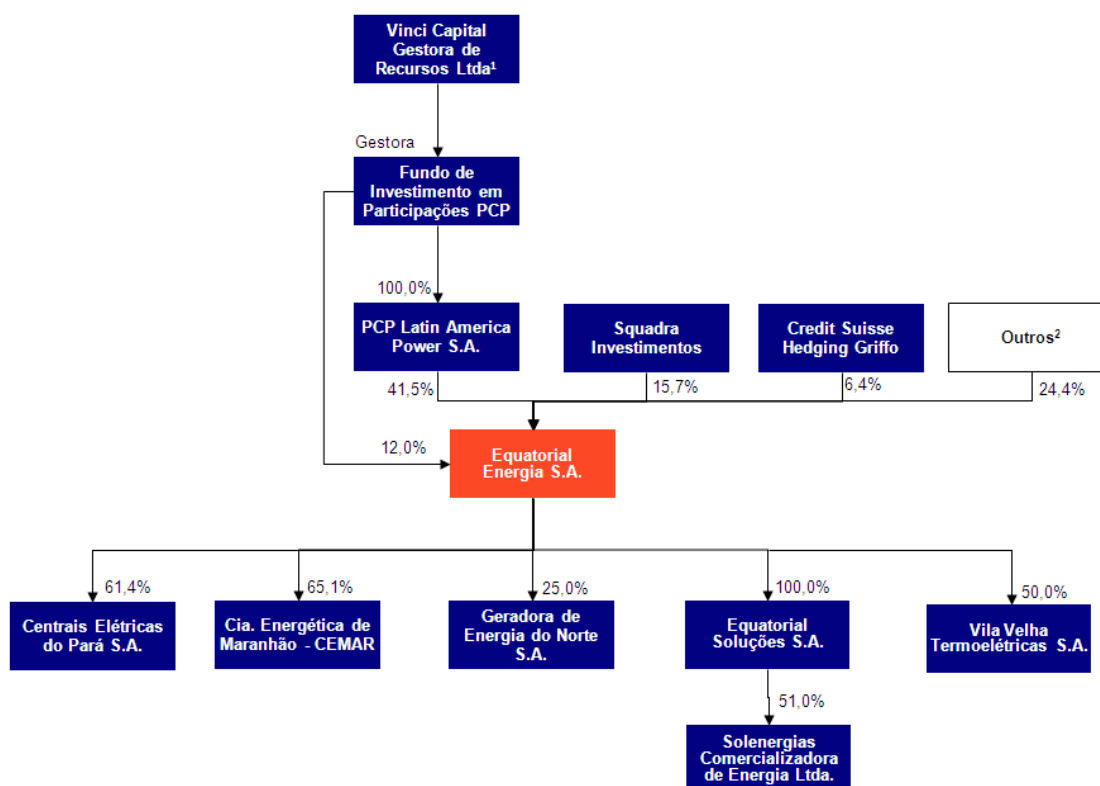 Vinci Capital
Gestora de
Recursos Ltda¹
Gestora
Fundo de
Investimento em
Participações PCP
100,0%
PCP Latin America
Power S.A.
Squadra
Investimentos
Credit Suisse
Hedging Griffo
Outros²
41,5%
15,7%
6,4%
24,4%
12,0%
Equatorial
Energia S.A.
61,4%
65,1%
25,0%
100,0%
50,0%
Centrais Elétricas
do Pará S.A.
Cia. Energética de
Maranhão - CEMAR
Geradora de
Energia do Norte
S.A.
Equatorial
Soluções S.A.
Vila Velha
Termoelétricas S.A.
51,0%
Solenergias
Comercializadora
de Energia Ltda.